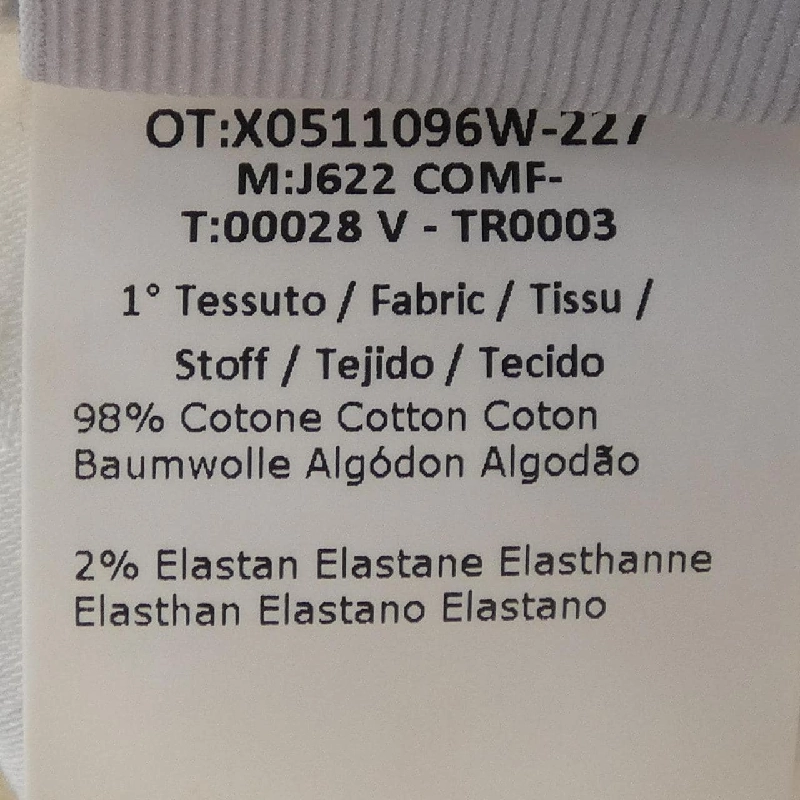 OT:X0511096W-227
M:J622 COMF-
T:00028 V - TR0003
1° Tessuto / Fabric / Tissu /
Stoff / Tejido / Tecido
98% Cotone Cotton Coton
Baumwolle Algódon Algodão
2% Elastan Elastane Elasthanne
Elasthan Elastano Elastano